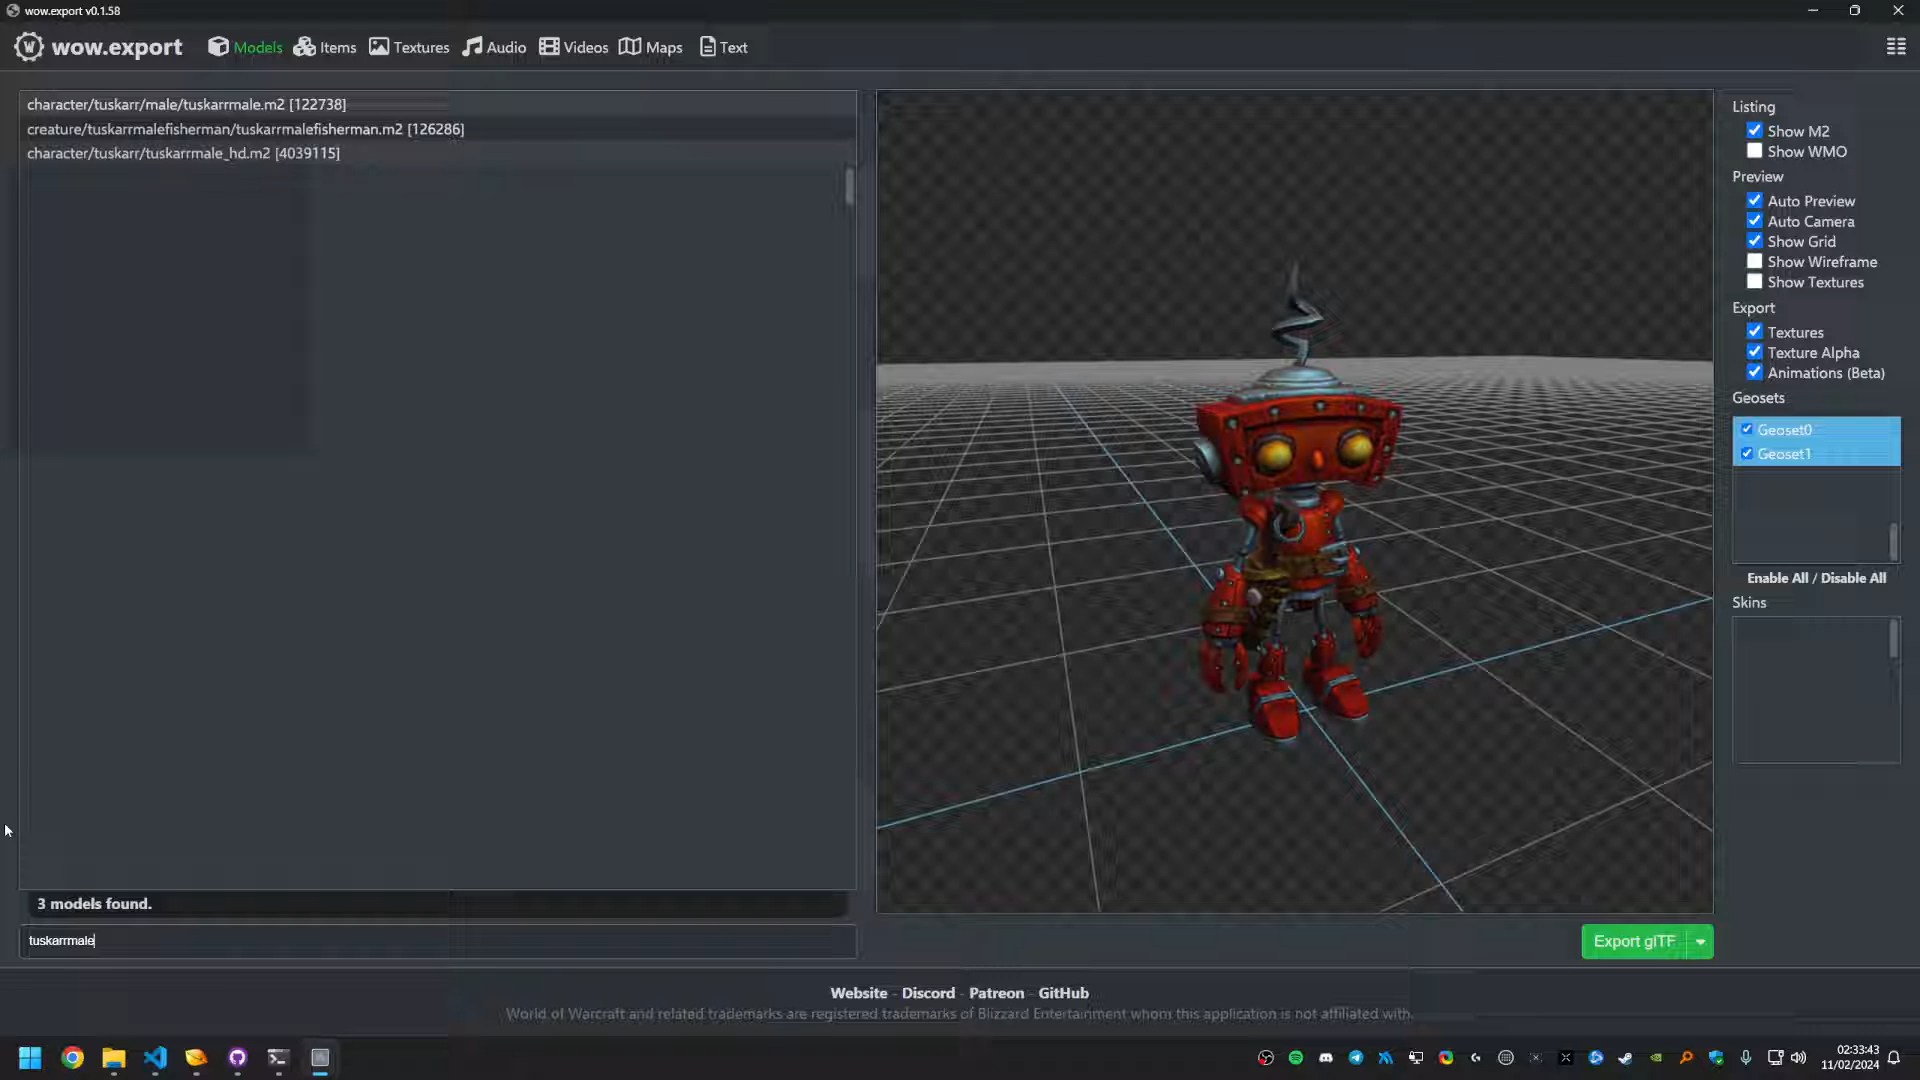 wow.export v0.1.58
wow.export Models Items Textures Audio Videos Maps Text
character/tuskarr/male/tuskarrmale.m2 [122738]
creature/tuskarrmalefisherman/tuskarrmalefisherman.m2 [126286]
character/tuskarr/tuskarrmale_hd.m2 [4039115]
3 models found.
tuskarrmale
Listing
Show M2
Show WMO
Preview
Auto Preview
Auto Camera
Show Grid
Show Wireframe
Show Textures
Export
Textures
Texture Alpha
Animations (Beta)
Geosets
Geoset0
Geoset1
Enable All / Disable All
Skins
Export glTF
Website - Discord - Patreon - GitHub
World of Warcraft and related trademarks are registered trademarks of Blizzard Entertainment whom this application is not affiliated with.
02:33:43
11/02/2024